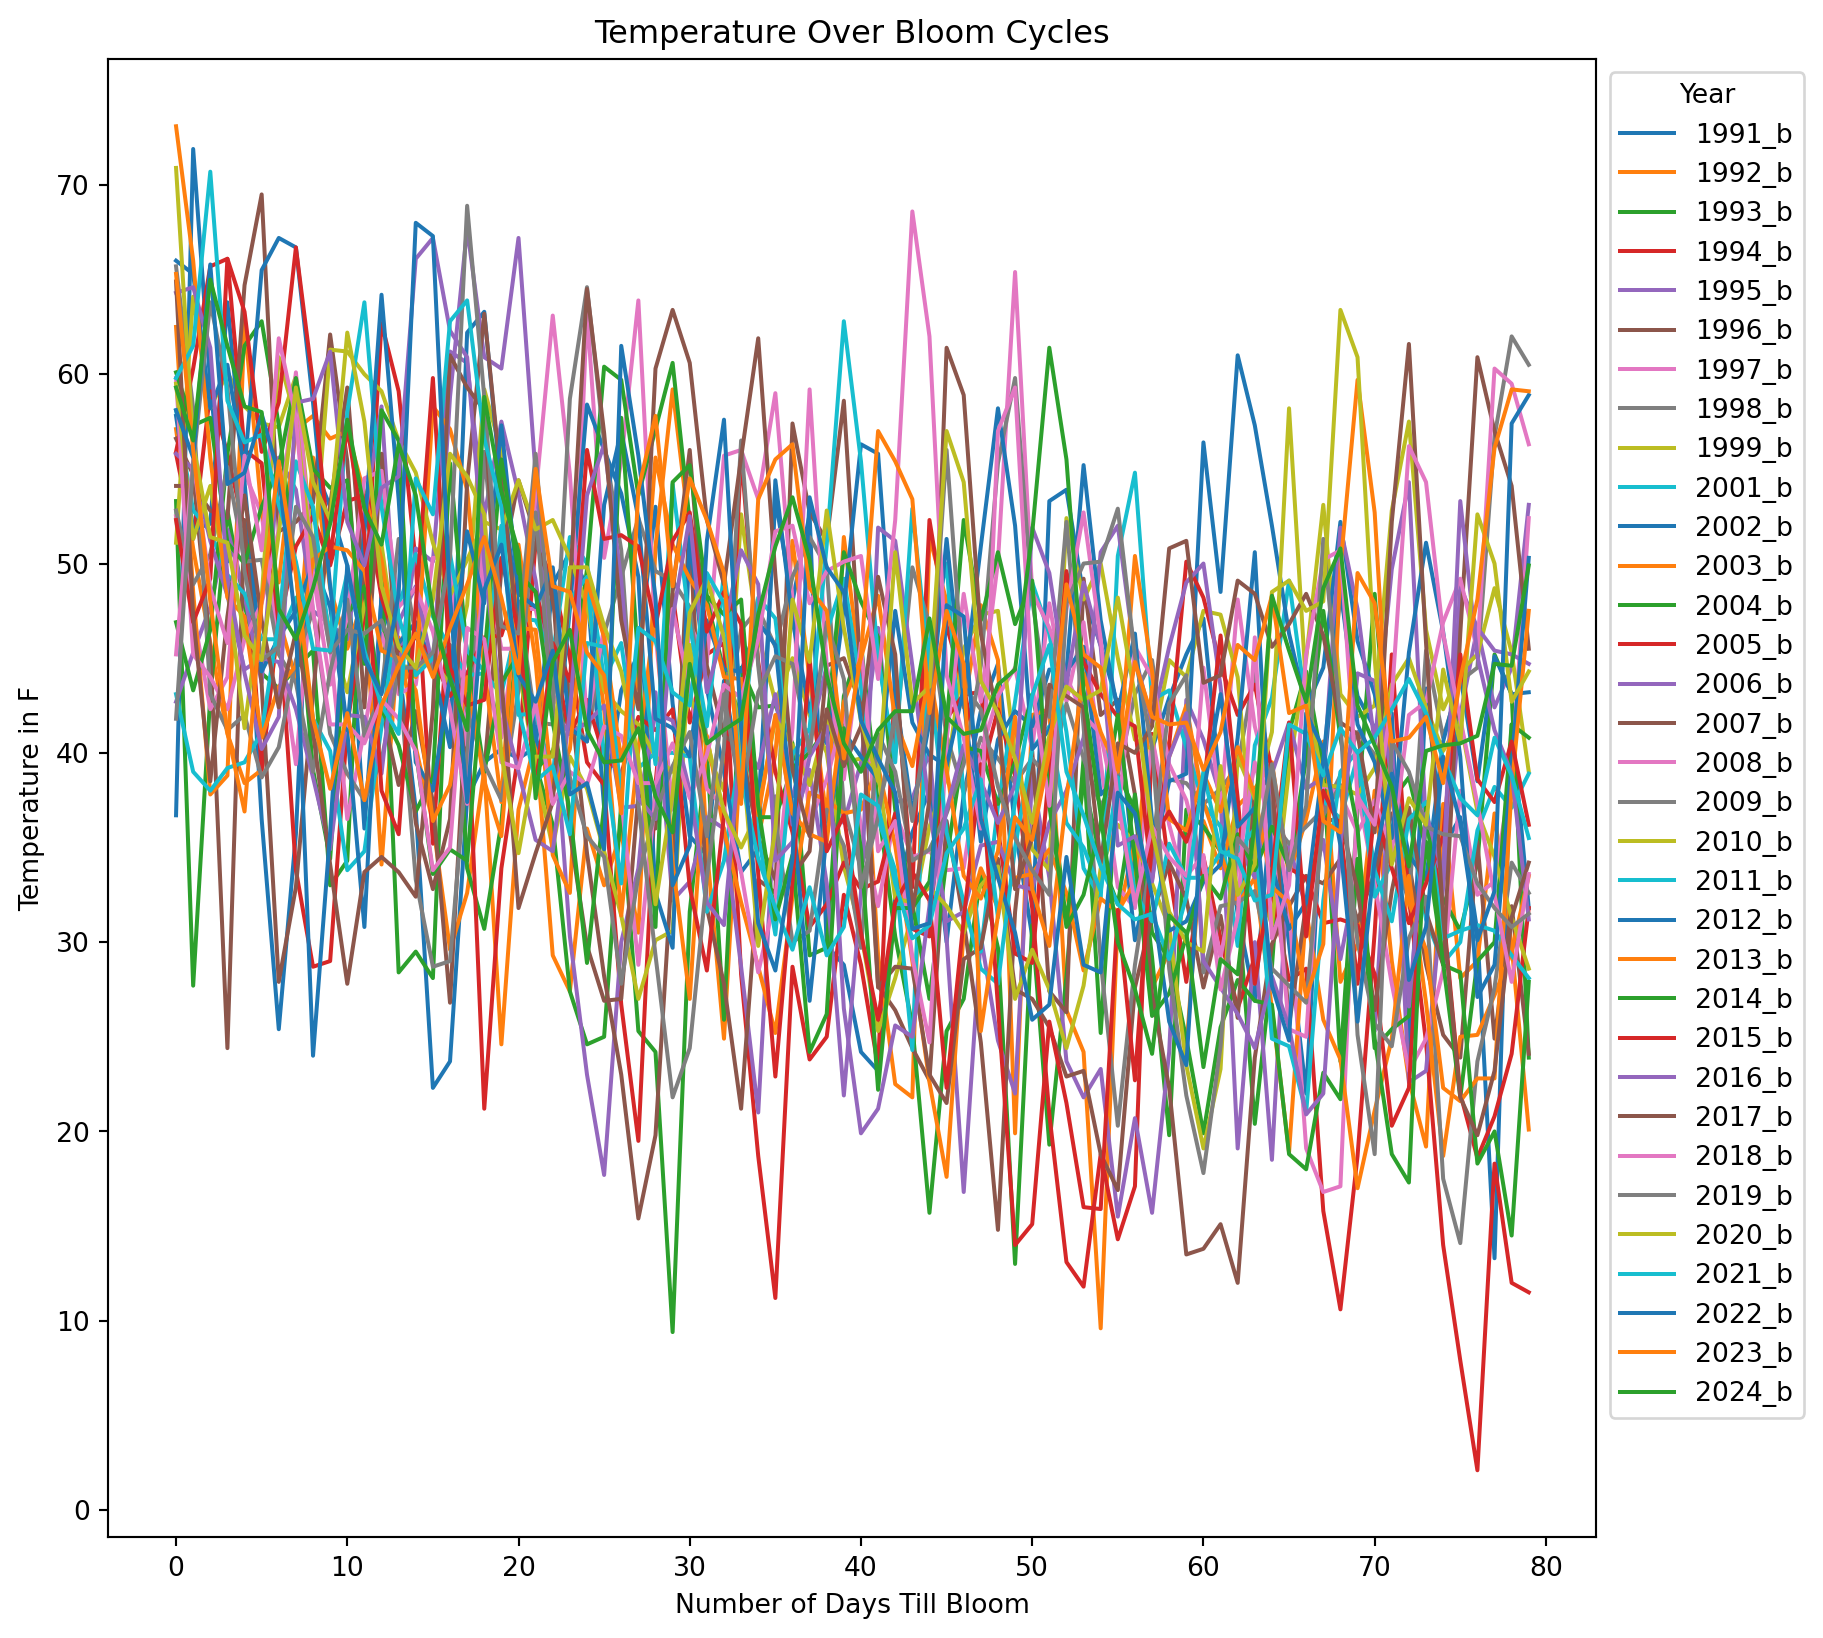 Temperature Over Bloom Cycles
Temperature in F
70
60
50
40
30
20
10
0
0 10 20 30 40 50 60 70 80
Number of Days Till Bloom
Year
1991_b
1992_b
1993_b
1994_b
1995_b
1996_b
1997_b
1998_b
1999_b
2001_b
2002_b
2003_b
2004_b
2005_b
2006_b
2007_b
2008_b
2009_b
2010_b
2011_b
2012_b
2013_b
2014_b
2015_b
2016_b
2017_b
2018_b
2019_b
2020_b
2021_b
2022_b
2023_b
2024_b